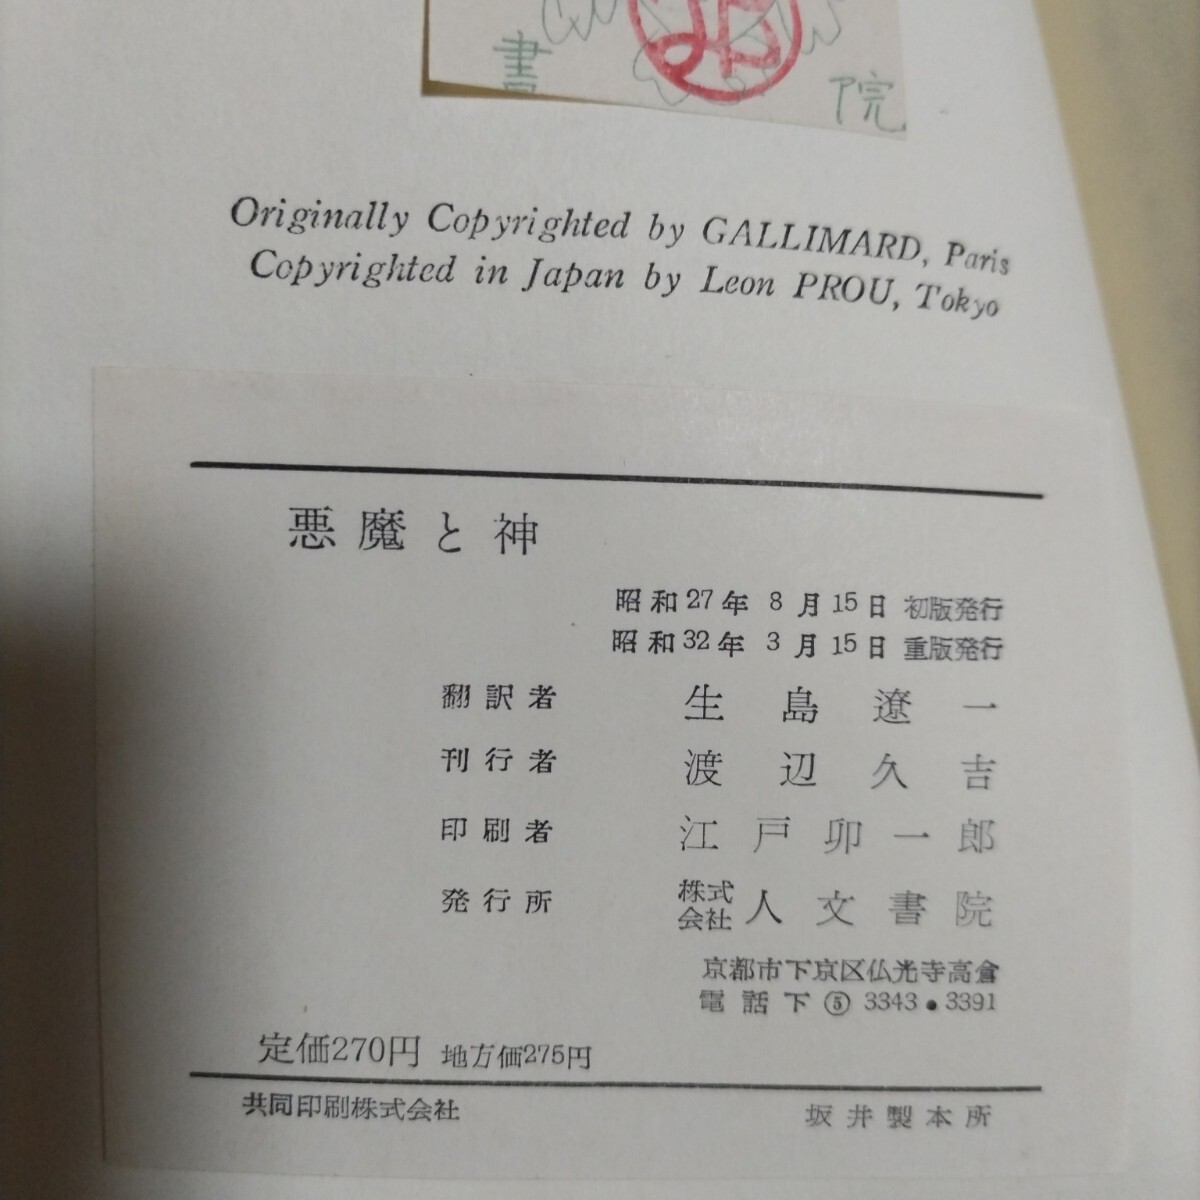 書
院
Originally Copyrighted by GALLIMARD, Paris
Copyrighted in Japan by Leon PROU, Tokyo
悪魔と神
昭和27年 8月15日 初版発行
昭和32年 3月15日 重版発行
翻訳者 生島遼一
刊行者 渡辺久吉
印刷者 江戸卯一郎
発行所 株式会社 人文書院
京都市下京区仏光寺高倉
電話下⑤3343・3391
定価270円 地方価275円
共同印刷株式会社 坂井製本所